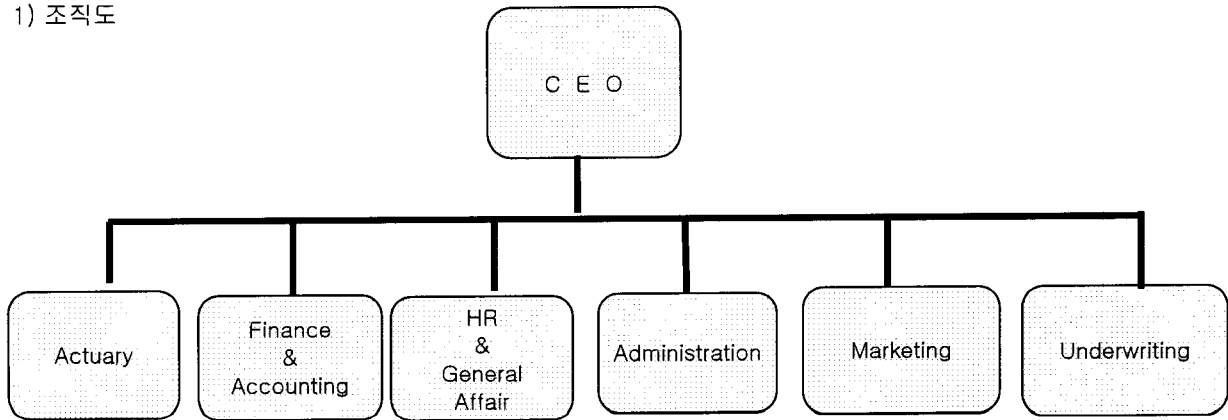 1) 조직도
C E O
Actuary
Finance
&
Accounting
HR
&
General
Affair
Administration
Marketing
Underwriting